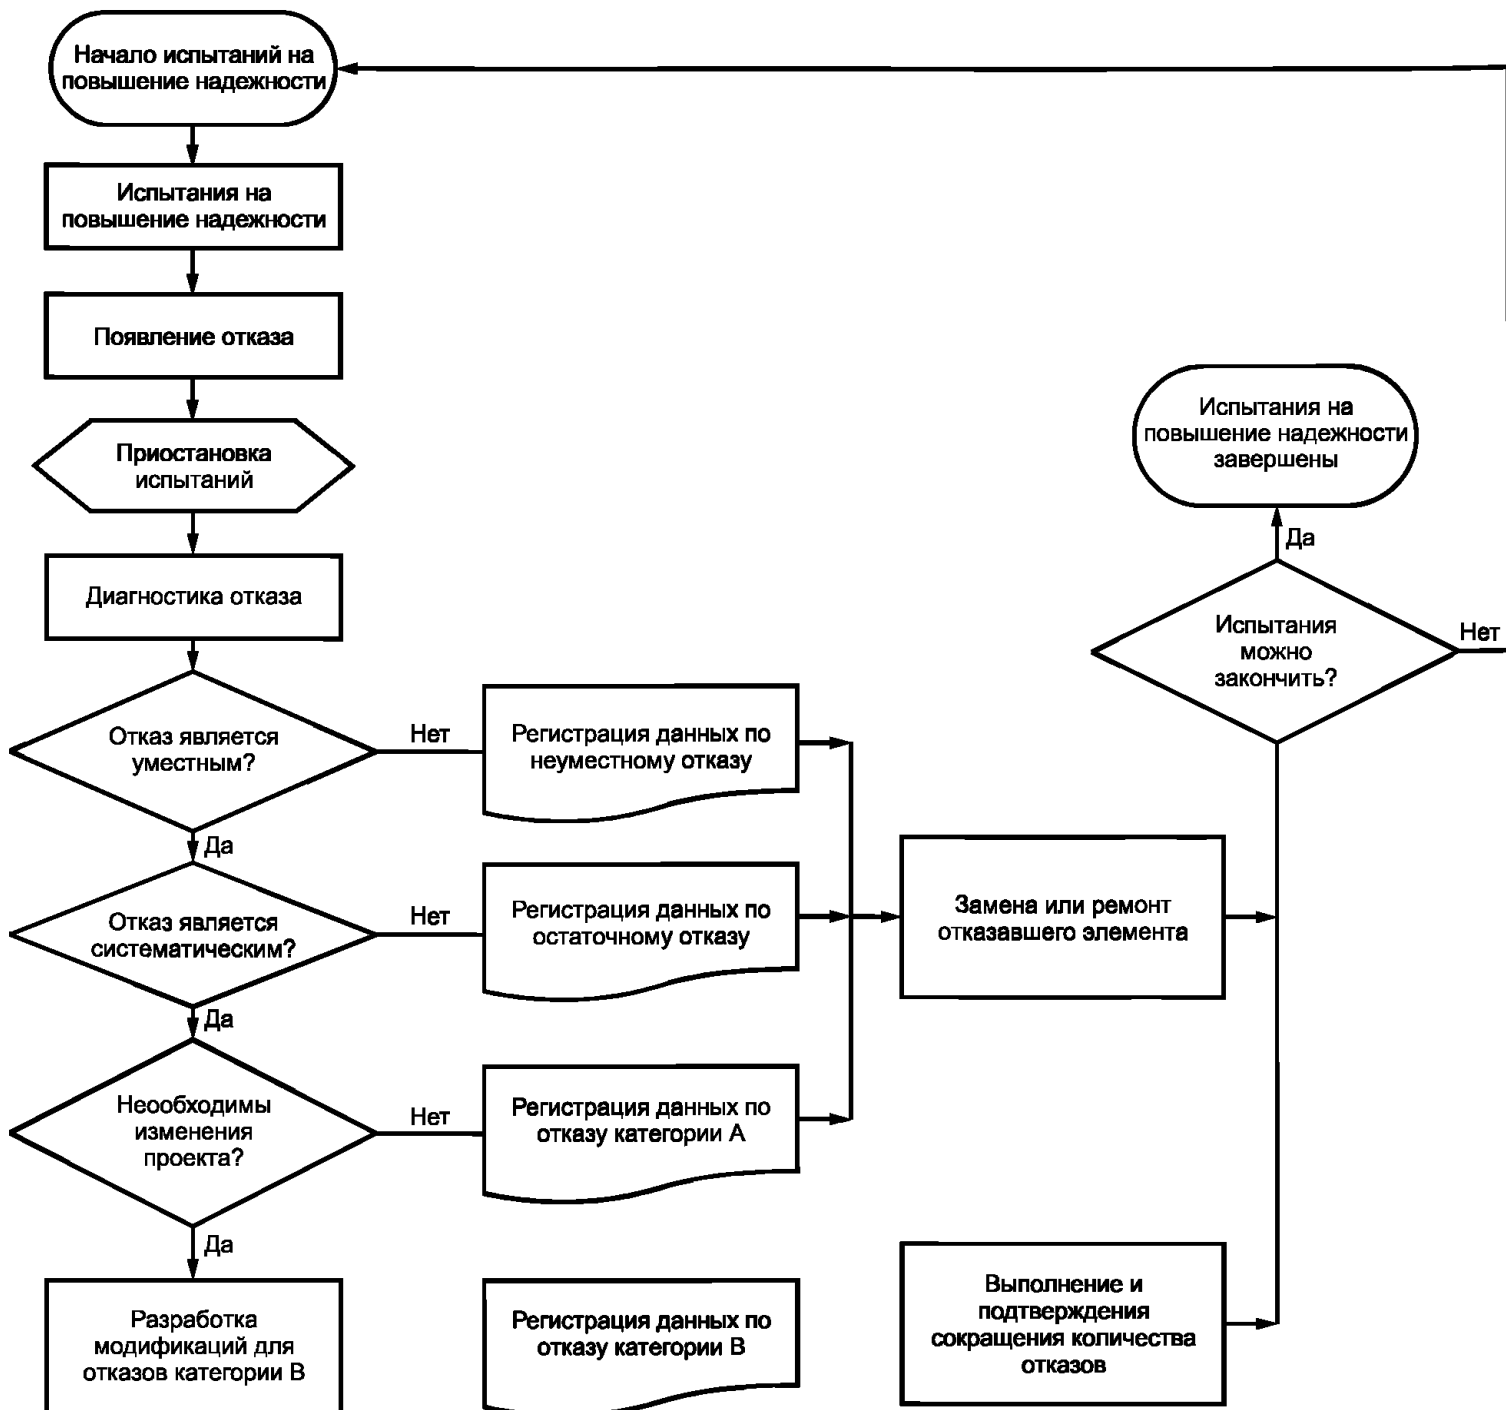 Начало испытаний на
повышение надежности
Испытания на
повышение надежности
Появление отказа
Приостановка
испытаний
Диагностика отказа
Испытания на
повышение надежности
завершены
Да
Испытания
можно
закончить?
Нет
Отказ является
уместным?
Нет
Регистрация данных по
неуместному отказу
Да
Отказ является
систематическим?
Нет
Регистрация данных по
остаточному отказу
Замена или ремонт
отказавшего элемента
Да
Неообходимы
изменения
проекта?
Нет
Регистрация данных по
отказу категории А
Да
Разработка
модификаций для
отказов категории В
Регистрация данных по
отказу категории В
Выполнение и
подтверждения
сокращения количества
отказов